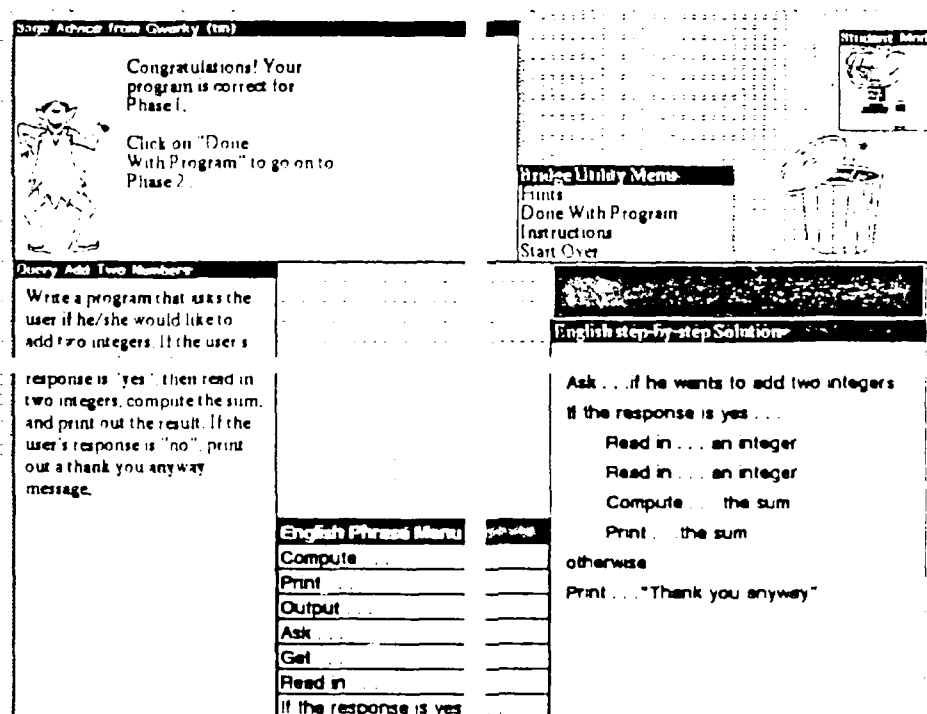 Sage Advice from Gworky (tm)
Congratulations! Your
program is correct for
Phase 1.
Click on "Done
With Program" to go on to
Phase 2.
Student
Bridge Utility Menu
Hints
Done With Program
Instructions
Start Over
Query Add Two Numbers
Write a program that asks the
user if he/she would like to
add two integers. If the user's
response is "yes", then read in
two integers, compute the sum,
and print out the result. If the
user's response is "no", print
out a thank you anyway
message.
English Phrase Menu
Compute . . .
Print . . .
Output . . .
Ask . . .
Get . . .
Read in . . .
If the response is yes . . .
English step-by-step Solution
Ask . . . if he wants to add two integers
If the response is yes . . .
Read in . . . an integer
Read in . . . an integer
Compute . . . the sum
Print . . . the sum
otherwise
Print . . . "Thank you anyway"